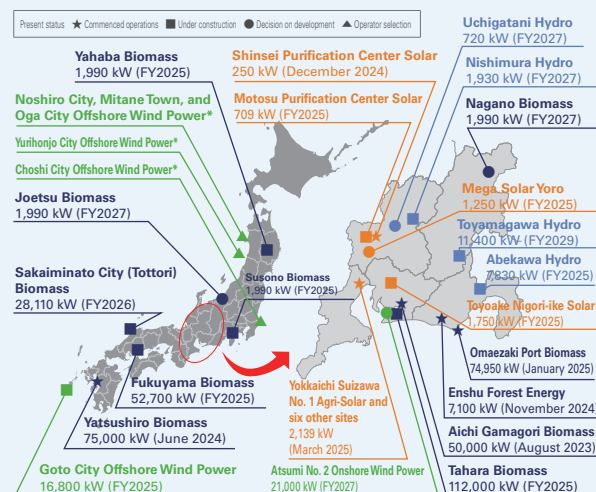 Present status ★ Commenced operations ■ Under construction ● Decision on development ▲ Operator selection
Uchigatani Hydro
720 kW (FY2027)
Yahaba Biomass
1,990 kW (FY2025)
Shinsei Purification Center Solar
250 kW (December 2024)
Nishimura Hydro
1,930 kW (FY2027)
Noshiro City, Mitane Town, and
Oga City Offshore Wind Power*
Motosu Purification Center Solar
709 kW (FY2025)
Nagano Biomass
1,990 kW (FY2027)
Yurihonjo City Offshore Wind Power*
Choshi City Offshore Wind Power*
Joetsu Biomass
1,990 kW (FY2027)
Mega Solar Yoro
1,250 kW (FY2025)
Toyamagawa Hydro
11,400 kW (FY2029)
Abekawa Hydro
7,830 kW (FY2025)
Sakaiminato City (Tottori)
Biomass
28,110 kW (FY2026)
Susono Biomass
1,990 kW (FY2025)
Toyoake Nigori-ike Solar
1,750 kW (FY2025)
Omaezaki Port Biomass
74,950 kW (January 2025)
Fukuyama Biomass
52,700 kW (FY2025)
Yokkaichi Suizawa
No. 1 Agri-Solar and
six other sites
2,139 kW
(March 2025)
Enshu Forest Energy
7,100 kW (November 2024)
Yatsushiro Biomass
75,000 kW (June 2024)
Aichi Gamagori Biomass
50,000 kW (August 2023)
Goto City Offshore Wind Power
16,800 kW (FY2025)
Atsumi No. 2 Onshore Wind Power
21,000 kW (FY2027)
Tahara Biomass
112,000 kW (FY2025)